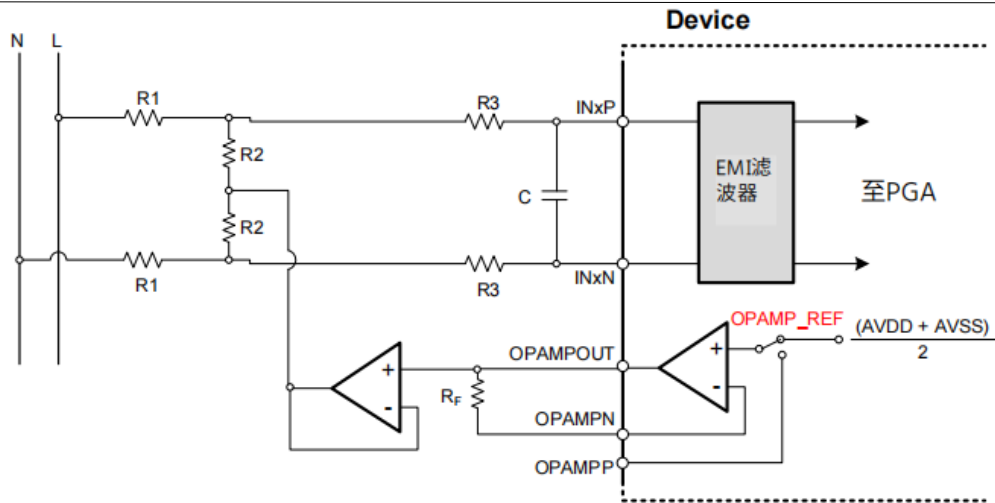 Device
N
L
R1
R3
INxP
R2
EMI滤
波器
C
至PGA
R2
R1
R3
INxN
OPAMP_REF
(AVDD + AVSS)
2
OPAMPOUT
+
-
+
-
RF
OPAMPN
OPAMPP